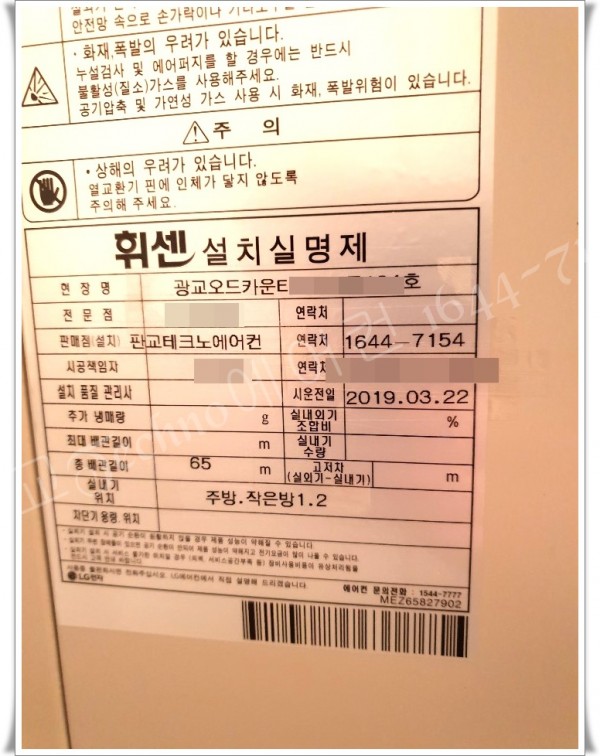 안전망 속으로 손가락이나
• 화재,폭발의 우려가 있습니다.
누설검사 및 에어퍼지를 할 경우에는 반드시
불활성(질소)가스를 사용해주세요.
공기압축 및 가연성 가스 사용 시 화재, 폭발위험이 있습니다.
주 의
• 상해의 우려가 있습니다.
열교환기 핀에 인체가 닿지 않도록
주의해 주세요.
휘센 설치실명제
현 장 명 광교오드카운티 호
전 문 점 연락처
판매점(설치) 판교테크노에어컨 연락처 1644-7154
시공책임자 연락처
설치 품질 관리사 시운전일 2019.03.22
추가 냉매량 g 실내외기 조합비 %
최대 배관길이 m 실내기 수량
총 배관길이 65 m 고저차 (실외기-실내기) m
실내기 위치 주방.작은방1.2
차단기 용량, 위치
LG전자
에어컨 문의전화 : 1544-7777
MEZ65827902